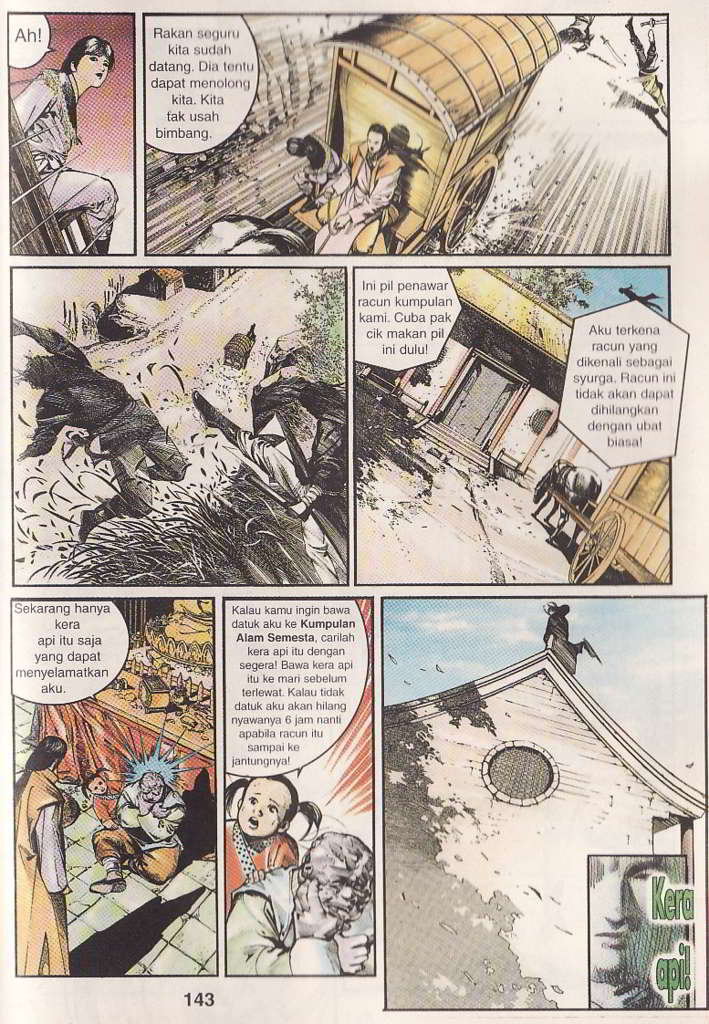 Ah!
Rakan seguru
kita sudah
datang. Dia tentu
dapat menolong
kita. Kita
tak usah
bimbang.
Ini pil penawar
racun kumpulan
kami. Cuba pak
cik makan pil
ini dulu!
Aku terkena
racun yang
dikenali sebagai
syurga. Racun ini
tidak akan dapat
dihilangkan
dengan ubat
biasa!
Sekarang hanya
kera
api itu saja
yang dapat
menyelamatkan
aku.
Kalau kamu ingin bawa
datuk aku ke Kumpulan
Alam Semesta, carilah
kera api itu dengan
segera! Bawa kera api
itu ke mari sebelum
terlewat. Kalau tidak
datuk aku akan hilang
nyawanya 6 jam nanti
apabila racun itu
sampai ke
jantungnya!
Kera
api!
143